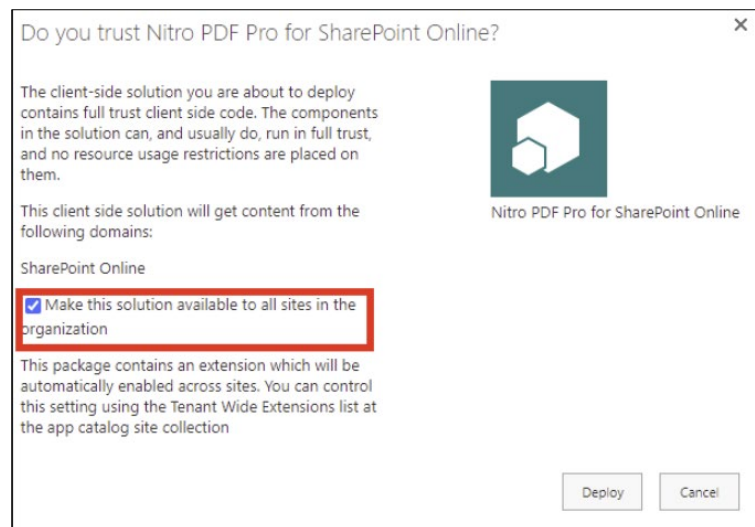 Do you trust Nitro PDF Pro for SharePoint Online?
The client-side solution you are about to deploy
contains full trust client side code. The components
in the solution can, and usually do, run in full trust,
and no resource usage restrictions are placed on
them.
This client side solution will get content from the
following domains:
SharePoint Online
Make this solution available to all sites in the
organization
This package contains an extension which will be
automatically enabled across sites. You can control
this setting using the Tenant Wide Extensions list at
the app catalog site collection
Nitro PDF Pro for SharePoint Online
Deploy
Cancel